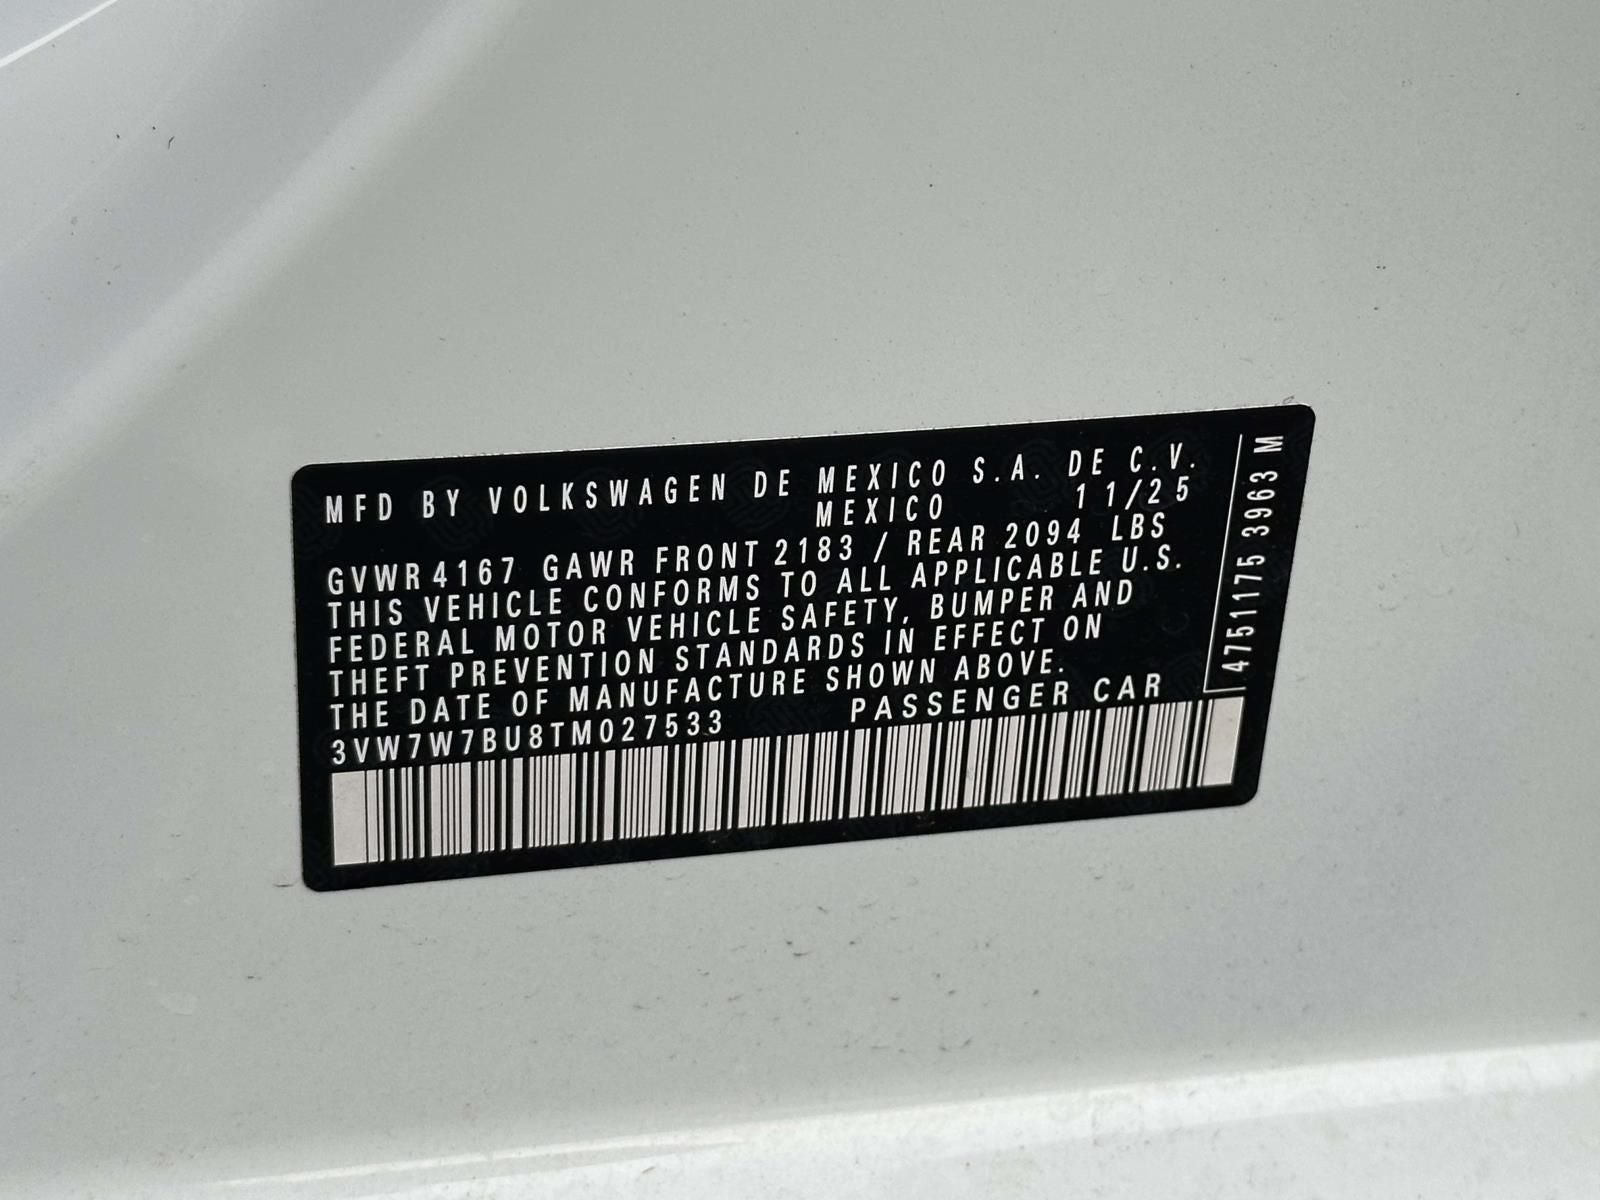 MFD BY VOLKSWAGEN DE MEXICO S.A. DE C.V.
MEXICO 11/25
GVWR 4167 GAWR FRONT 2183 / REAR 2094 LBS
THIS VEHICLE CONFORMS TO ALL APPLICABLE U.S.
FEDERAL MOTOR VEHICLE SAFETY, BUMPER AND
THEFT PREVENTION STANDARDS IN EFFECT ON
THE DATE OF MANUFACTURE SHOWN ABOVE.
3VW7W7BU8TM027533 PASSENGER CAR
4751175 3963 M